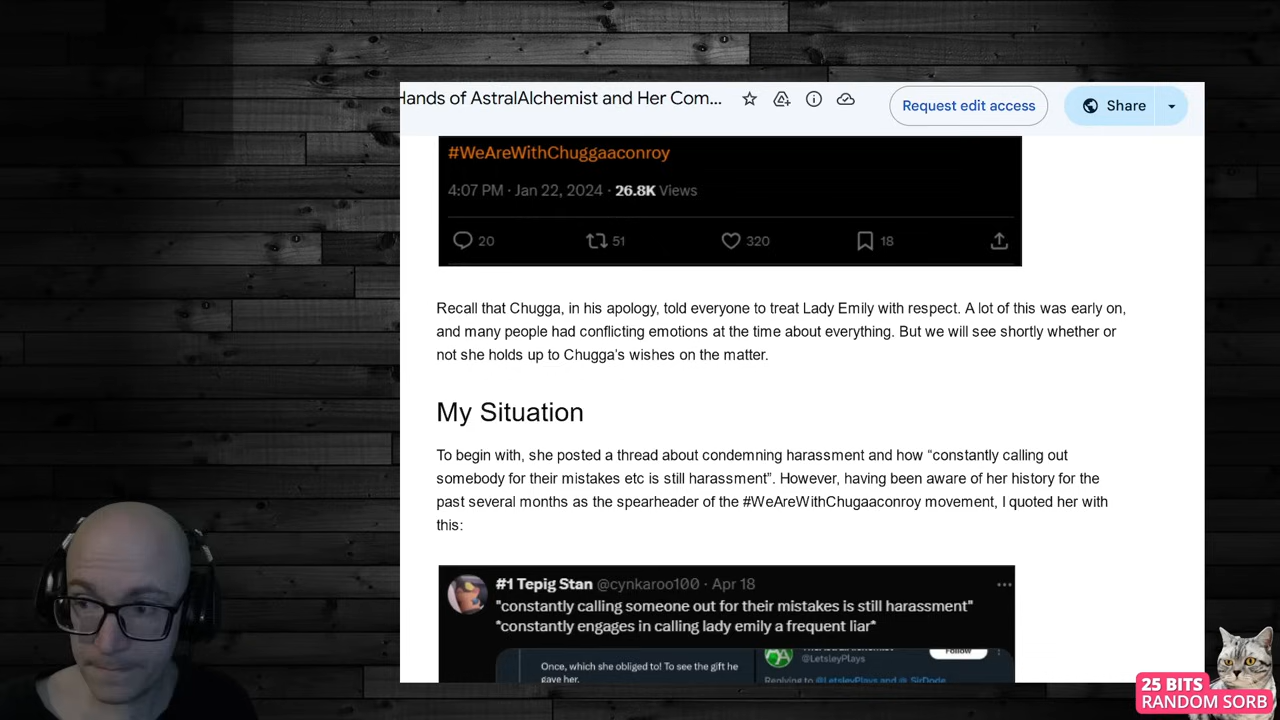 Hands of AstralAlchemist and Her Com...
Request edit access
Share
#WeAreWithChuggaaconroy
4:07 PM · Jan 22, 2024 · 26.8K Views
20 51 320 18
Recall that Chugga, in his apology, told everyone to treat Lady Emily with respect. A lot of this was early on,
and many people had conflicting emotions at the time about everything. But we will see shortly whether or
not she holds up to Chugga's wishes on the matter.
My Situation
To begin with, she posted a thread about condemning harassment and how “constantly calling out
somebody for their mistakes etc is still harassment”. However, having been aware of her history for the
past several months as the spearheader of the #WeAreWithChugaaconroy movement, I quoted her with
this:
#1 Tepig Stan @cynkaroo100 · Apr 18
"constantly calling someone out for their mistakes is still harassment"
*constantly engages in calling lady emily a frequent liar*
Once, which she obliged to! To see the gift he
gave her.
Follow
@LetsleyPlays
Replying to @LetsleyPlays and @_SirDode
25 BITS
RANDOM SORB